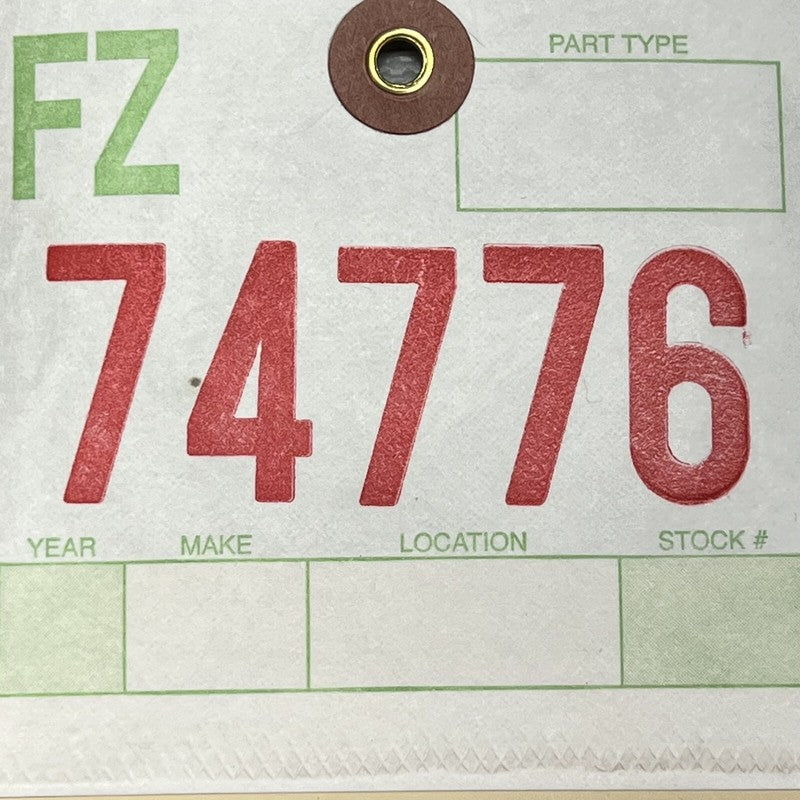 FZ
PART TYPE
74776
YEAR MAKE LOCATION STOCK #